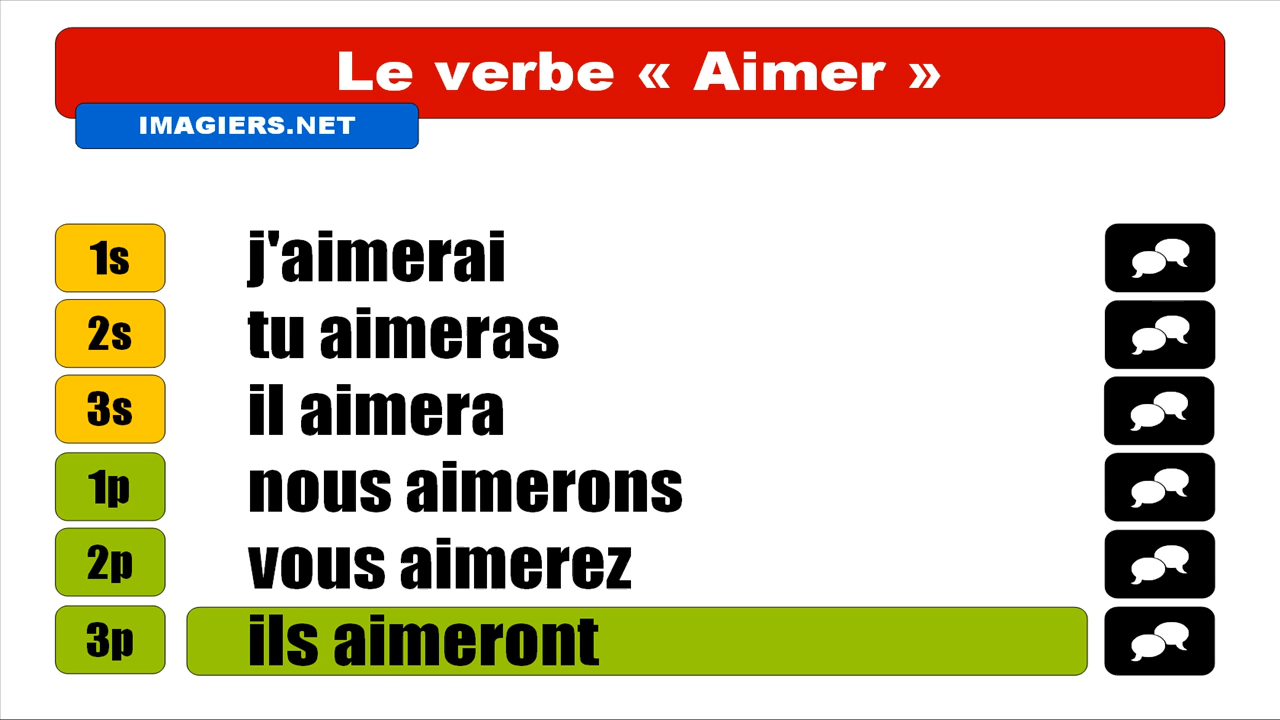 Le verbe « Aimer »
IMAGIERS.NET
1s j'aimerai
2s tu aimeras
3s il aimera
1p nous aimerons
2p vous aimerez
3p ils aimeront